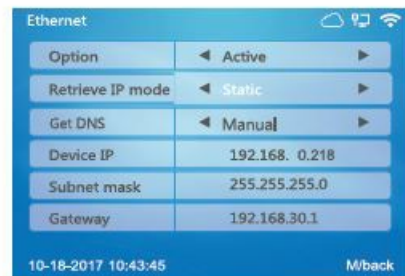 Ethernet
Option Active
Retrieve IP mode Static
Get DNS Manual
Device IP 192.168. 0.218
Subnet mask 255.255.255.0
Gateway 192.168.30.1
10-18-2017 10:43:45 M/back